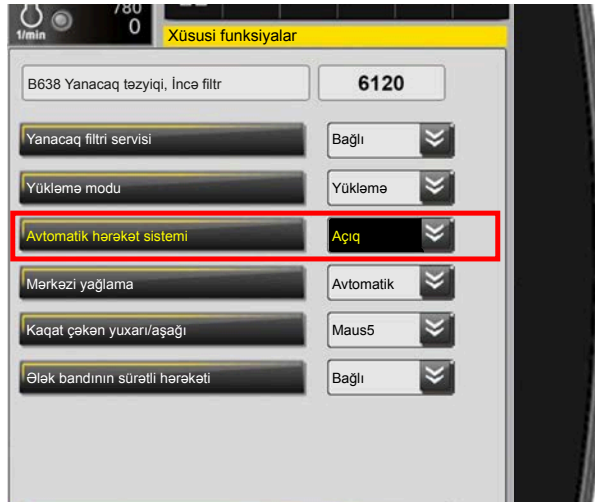 780
1/min 0
Xüsusi funksiyalar
B638 Yanacaq təzyiqi, İncə filtr 6120
Yanacaq filtri servisi Bağlı
Yükləmə modu Yükləmə
Avtomatik hərəkət sistemi Açıq
Mərkəzi yağlama Avtomatik
Kaqat çəkən yuxarı/aşağı Maus5
Ələk bandının sürətli hərəkəti Bağlı